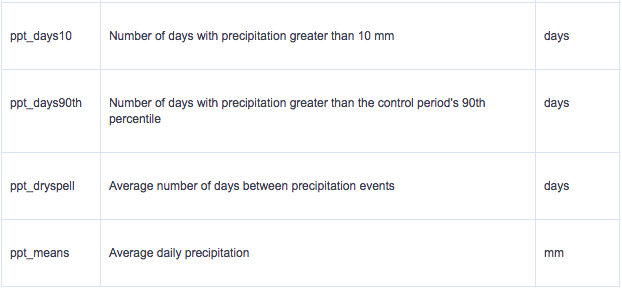 ppt_days10 Number of days with precipitation greater than 10 mm days
ppt_days90th Number of days with precipitation greater than the control period's 90th days
percentile
ppt_dryspell Average number of days between precipitation events days
ppt_means Average daily precipitation mm